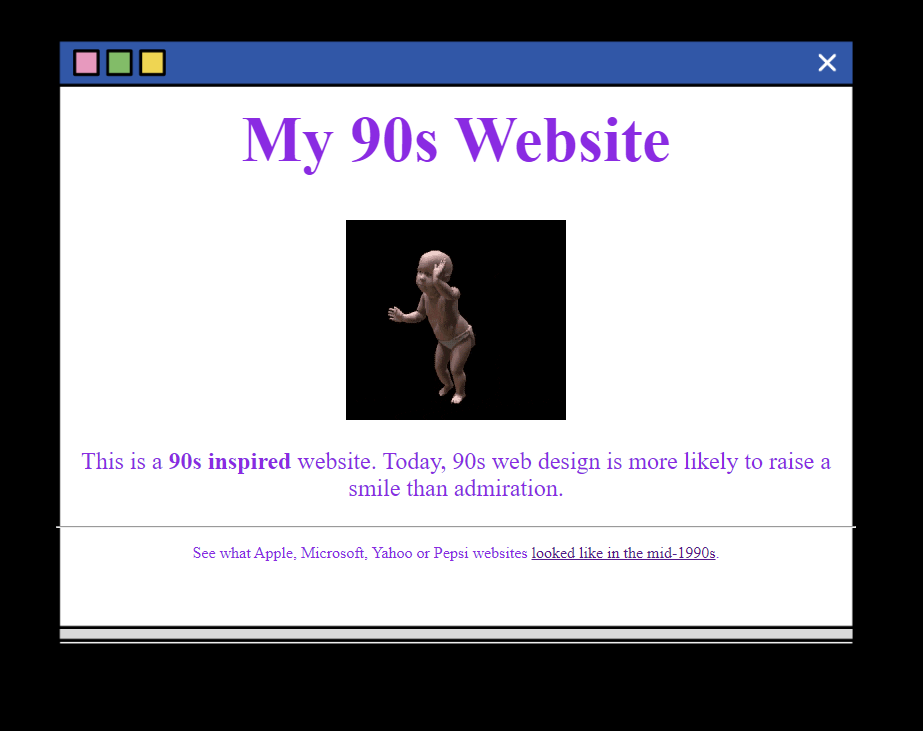 My 90s Website
This is a 90s inspired website. Today, 90s web design is more likely to raise a
smile than admiration.
See what Apple, Microsoft, Yahoo or Pepsi websites looked like in the mid-1990s.